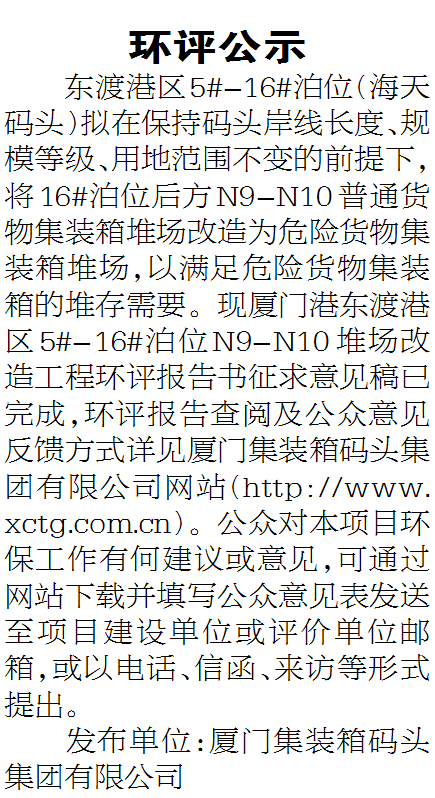 环评公示
东渡港区5#-16#泊位(海天
码头)拟在保持码头岸线长度、规
模等级、用地范围不变的前提下,
将16#泊位后方N9-N10普通货
物集装箱堆场改造为危险货物集
装箱堆场,以满足危险货物集装
箱的堆存需要。现厦门港东渡港
区5#-16#泊位N9-N10堆场改
造工程环评报告书征求意见稿已
完成,环评报告查阅及公众意见
反馈方式详见厦门集装箱码头集
团有限公司网站(http://www.
xctg.com.cn)。公众对本项目环
保工作有何建议或意见,可通过
网站下载并填写公众意见表发送
至项目建设单位或评价单位邮
箱,或以电话、信函、来访等形式
提出。
发布单位:厦门集装箱码头
集团有限公司